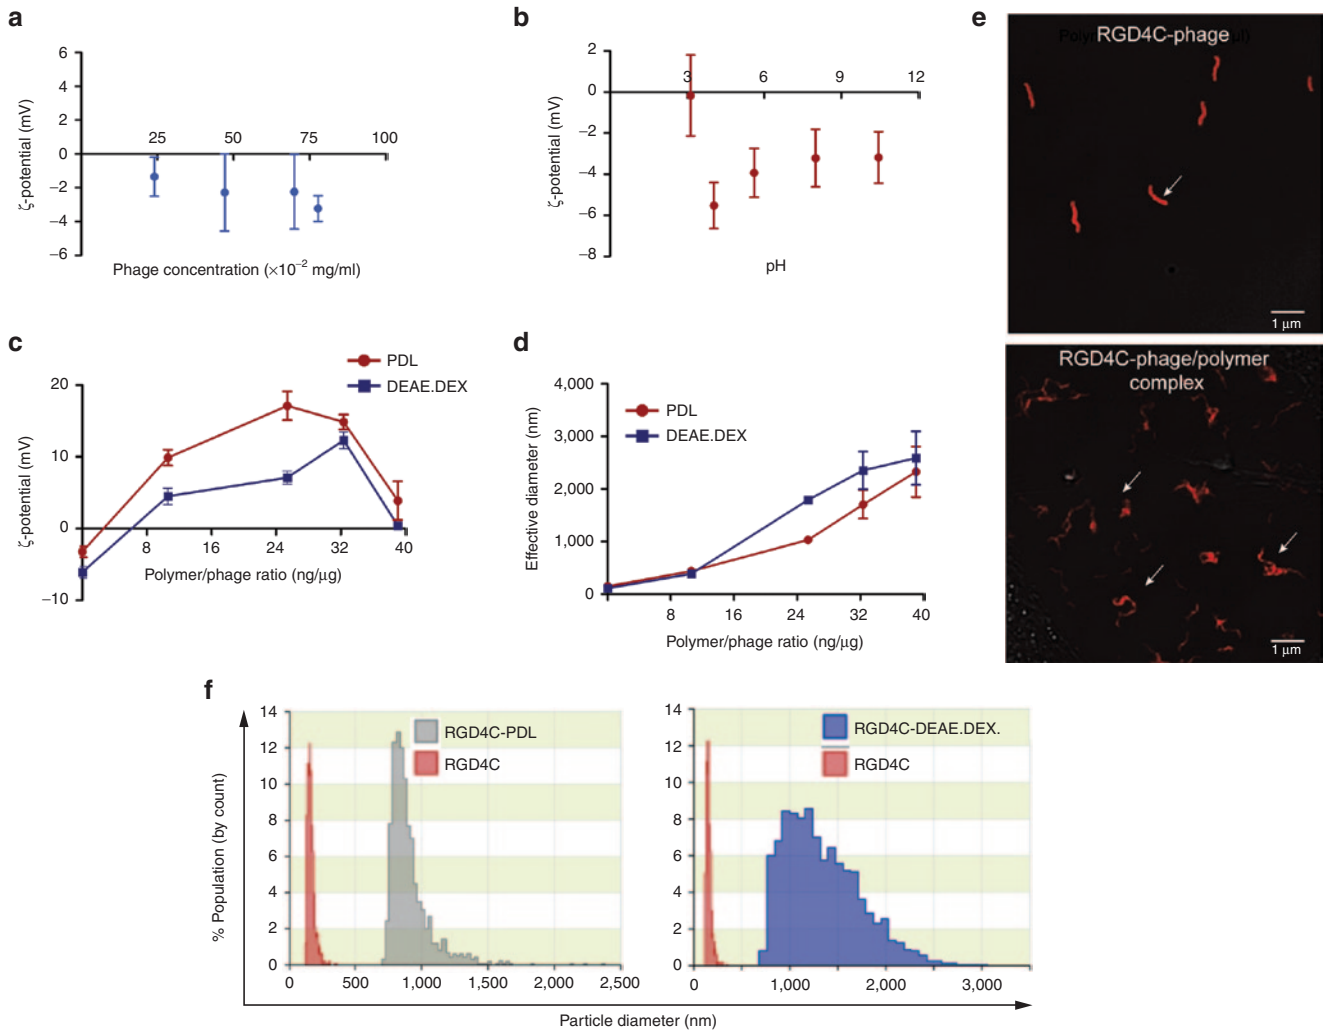 a
6
4
2
0
−2
−4
−6
25 50 75 100
ζ-potential (mV)
Phage concentration (×10⁻² mg/ml)
b
2
0
−2
−4
−6
−8
3 6 9 12
ζ-potential (mV)
pH
c
PDL
DEAE.DEX
20
10
0
−10
8 16 24 32 40
ζ-potential (mV)
Polymer/phage ratio (ng/μg)
d
4,000
3,000
2,000
1,000
0
PDL
DEAE.DEX
8 16 24 32 40
Effective diameter (nm)
Polymer/phage ratio (ng/μg)
e
RGD4C-phage
1 μm
RGD4C-phage/polymer
complex
1 μm
f
% Population (by count)
14
12
10
8
6
4
2
0
RGD4C-PDL
RGD4C
0 500 1,000 1,500 2,000 2,500
14
12
10
8
6
4
2
0
RGD4C-DEAE.DEX.
RGD4C
0 1,000 2,000 3,000
Particle diameter (nm)